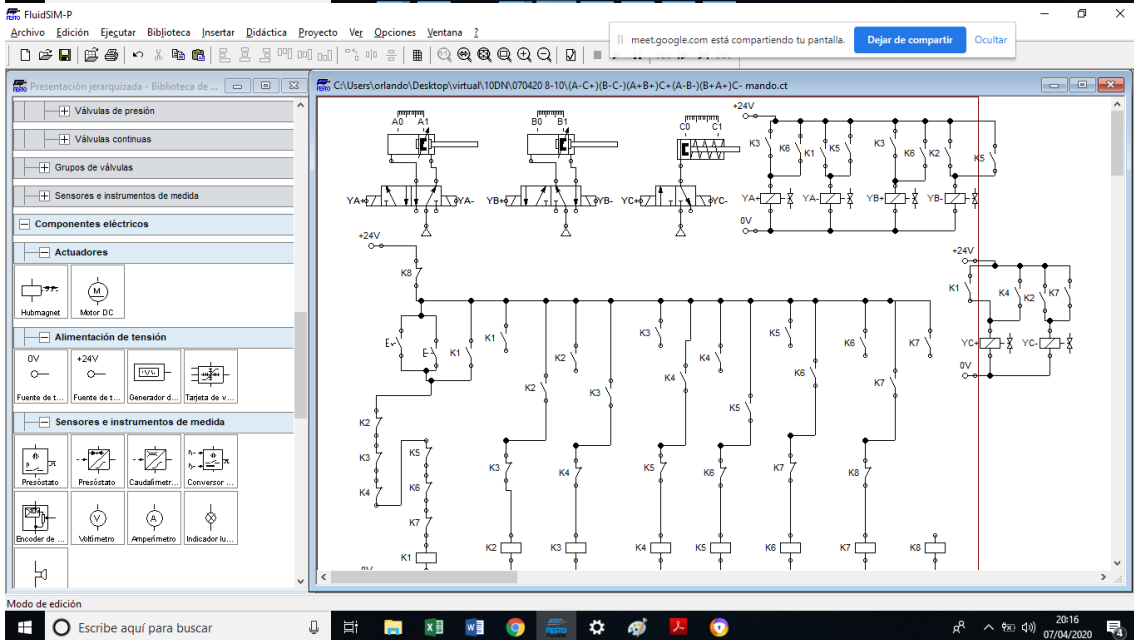 FluidSIM-P
Archivo Edición Ejecutar Biblioteca Insertar Didáctica Proyecto Ver Opciones Ventana ?
meet.google.com está compartiendo tu pantalla. Dejar de compartir Ocultar
Presentación jerarquizada - Biblioteca de ...
Válvulas de presión
Válvulas continuas
Grupos de válvulas
Sensores e instrumentos de medida
Componentes eléctricos
Actuadores
Hubmagnet Motor DC
Alimentación de tensión
0V +24V
Fuente de t... Fuente de t... Generador d... Tarjeta de v...
Sensores e instrumentos de medida
Presóstato Presóstato Caudalímetr... Conversor ...
Encoder de ... Voltímetro Amperímetro Indicador lu...
C:\Users\orlando\Desktop\virtual\10DN\070420 8-10\(A-C+)(B-C-)(A+B+)C+(A-B-)(B+A+)C- mando.ct
+24V
A0 A1 B0 B1 C0 C1
K3 K6 K1 K5 K3 K6 K2 K5
YA+ YA- YB+ YB- YC+ YC- YA+ YA- YB+ YB-
0V
+24V
+24V
K8
K1 K4 K2 K7
E E K1 K1 K2 K3 K4 K5 K6 K7
YC+ YC-
0V
K2 K3 K4 K5 K6 K7
K2
K3 K5 K3 K4 K5 K6 K7 K8
K4 K6
K7
K1 K2 K3 K4 K5 K6 K7 K8
0V
Modo de edición
Escribe aquí para buscar
20:16
07/04/2020
4